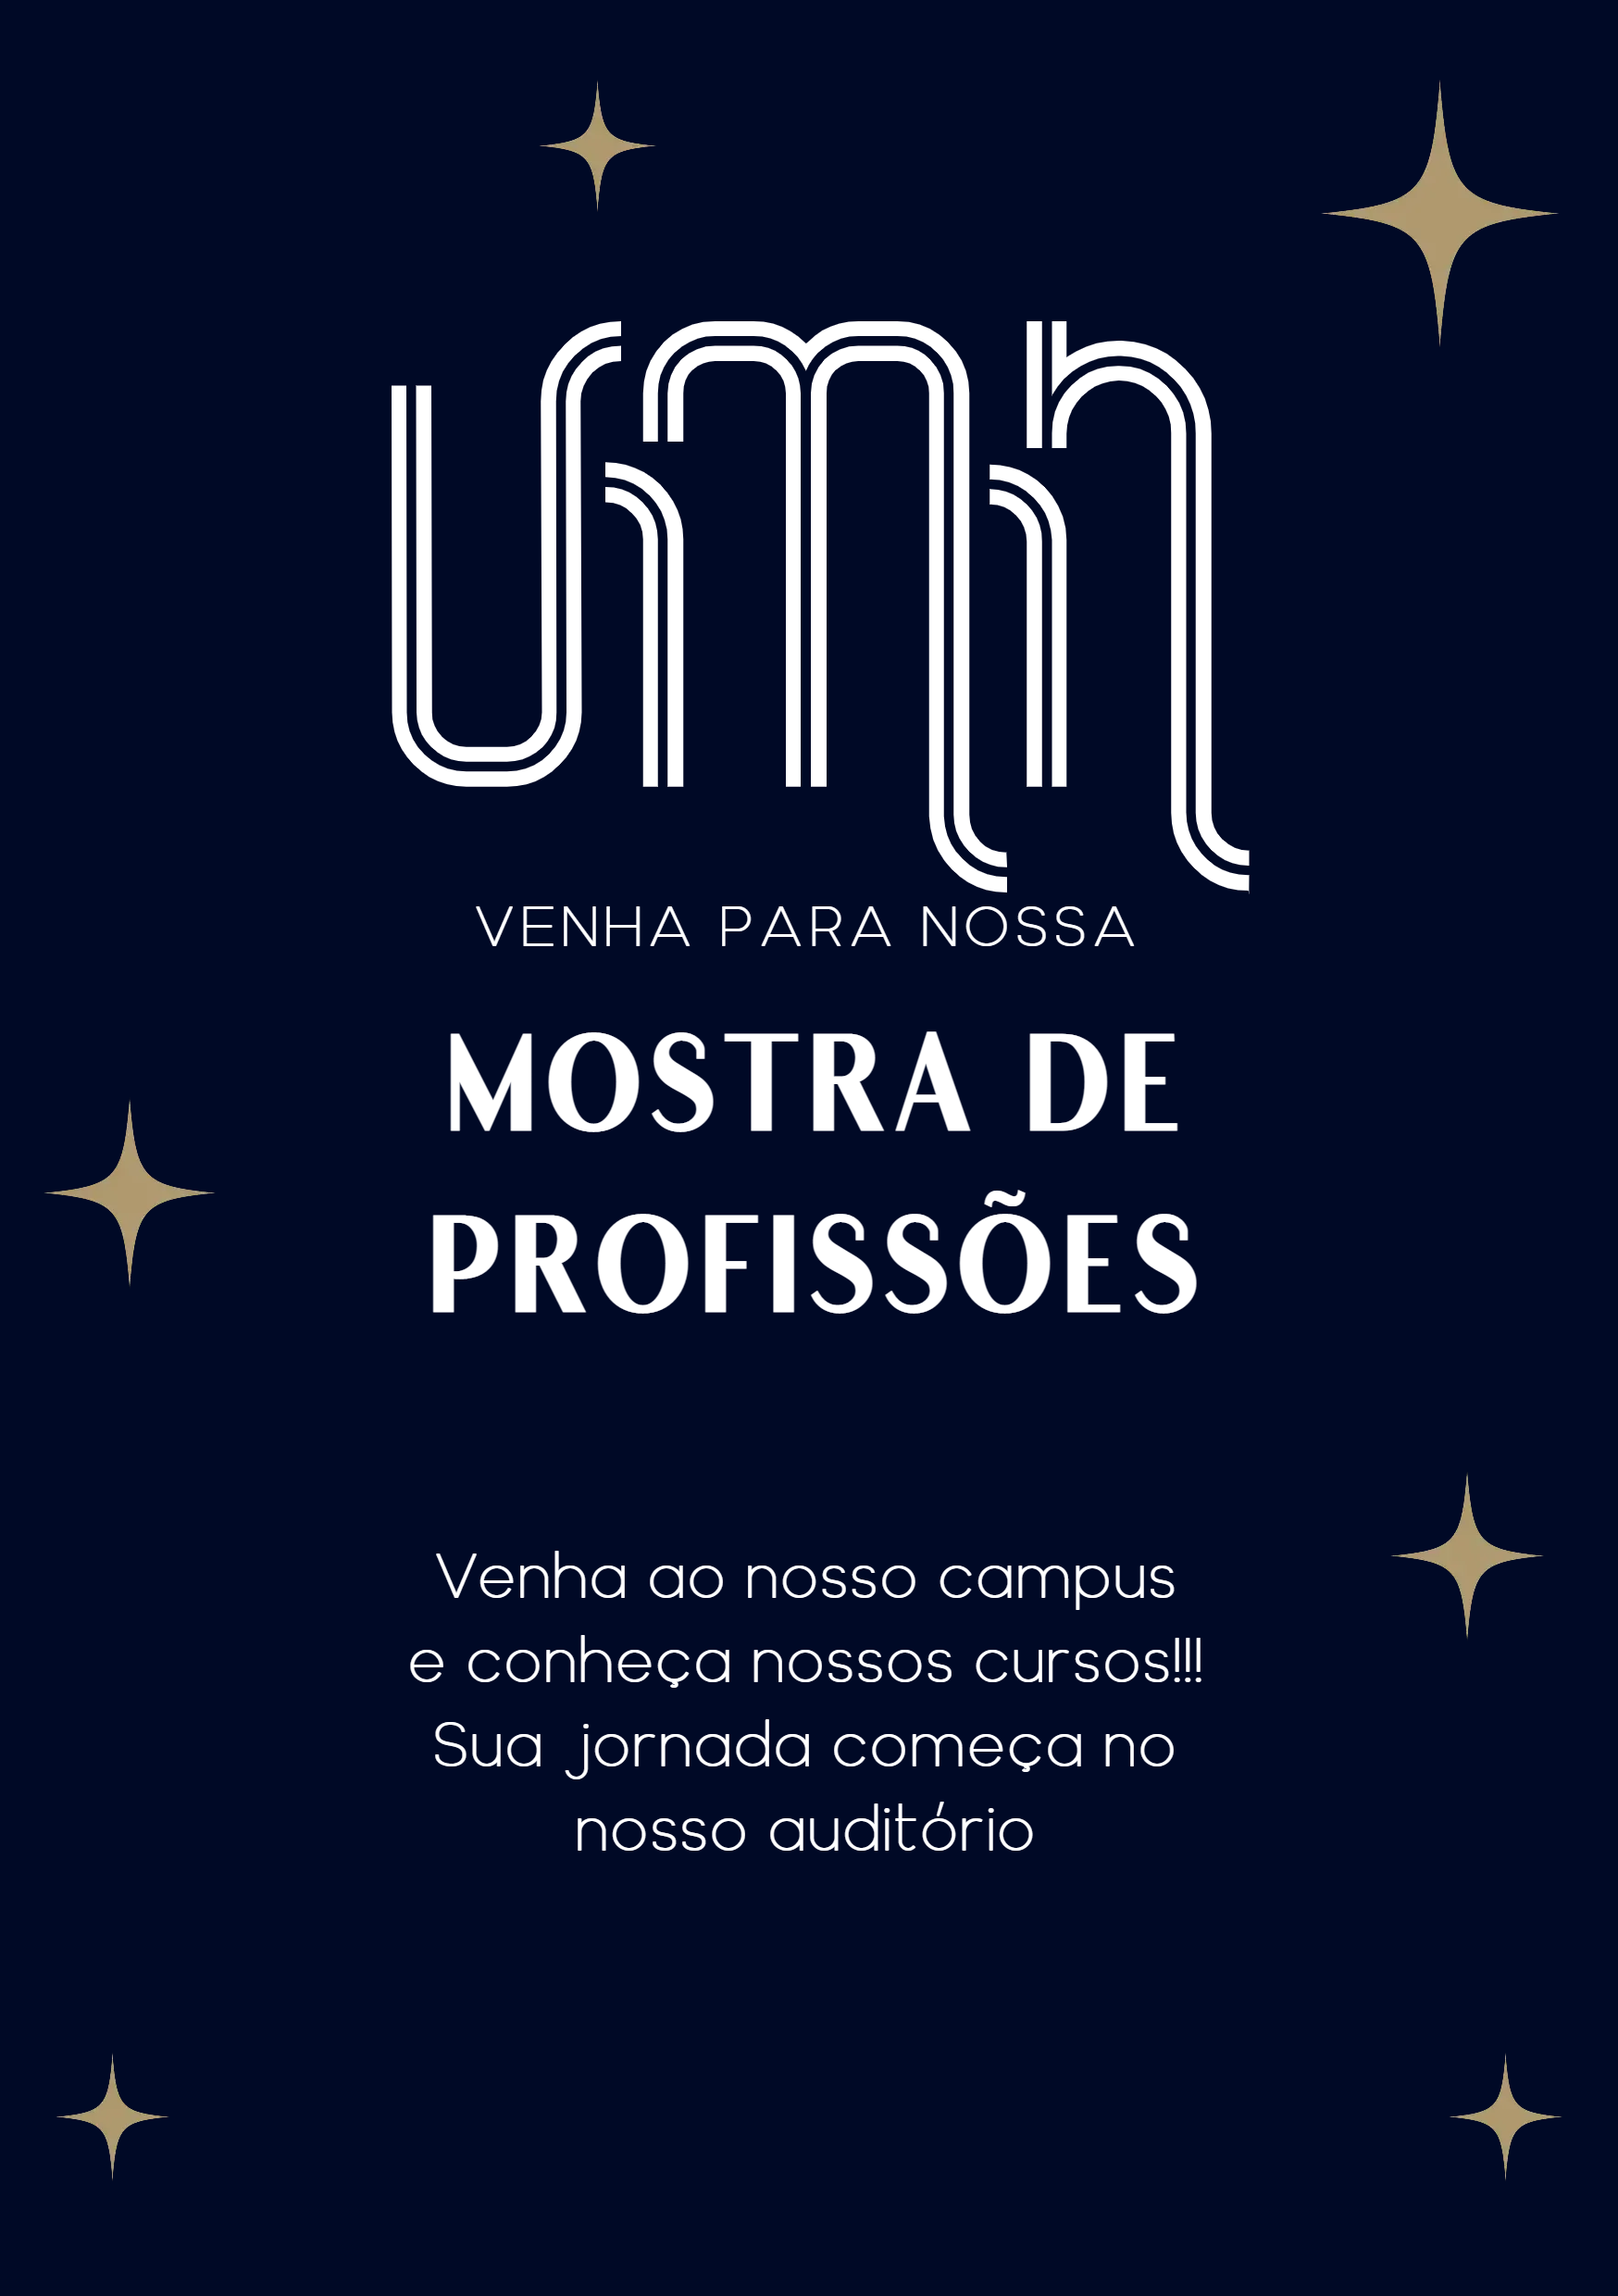 umn
VENHA PARA NOSSA
MOSTRA DE
PROFISSÕES
Venha ao nosso campus
e conheça nossos cursos!!!
Sua jornada começa no
nosso auditório